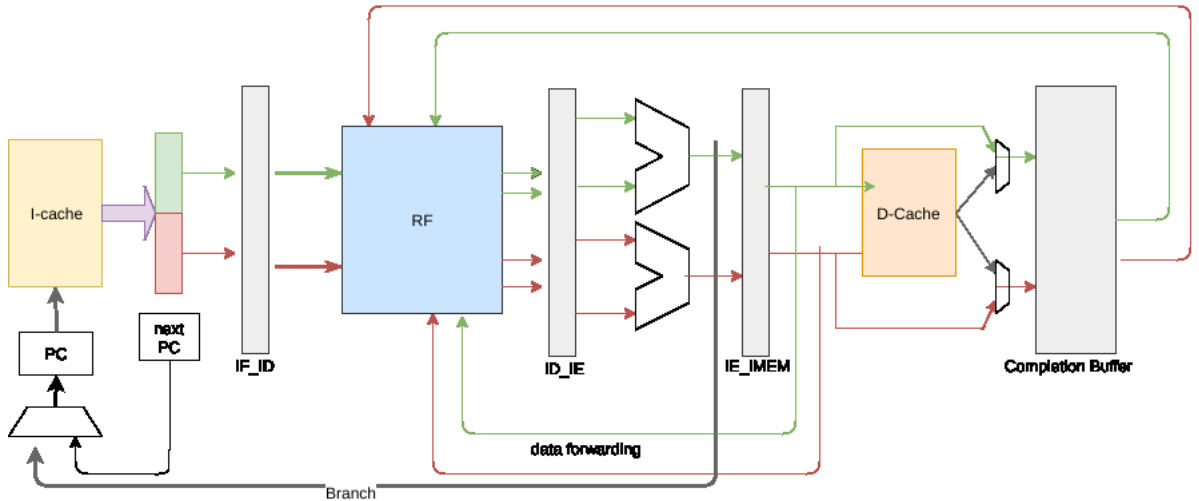 I-cache
RF
D-Cache
PC
next
PC
IF_ID
ID_IE
IE_IMEM
Completion Buffer
data forwarding
Branch